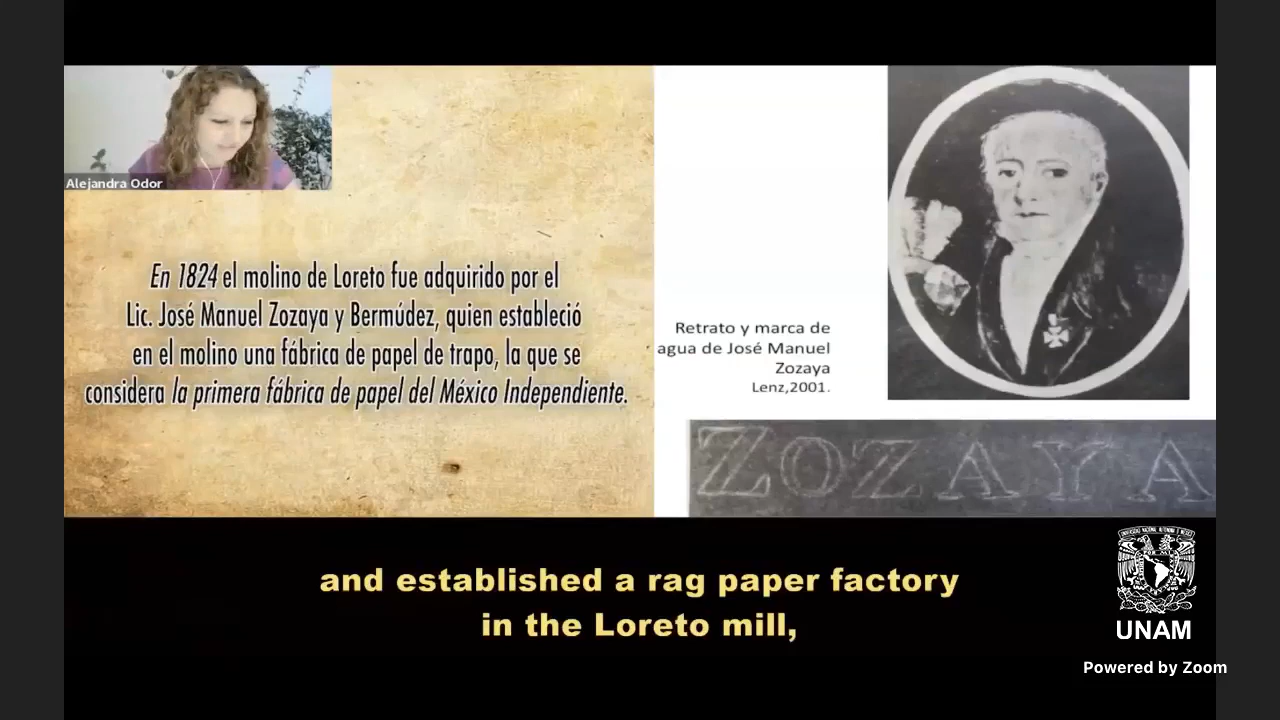 Alejandra Odor
En 1824 el molino de Loreto fue adquirido por el
Lic. José Manuel Zozaya y Bermúdez, quien estableció
en el molino una fábrica de papel de trapo, la que se
considera la primera fábrica de papel del México Independiente.
Retrato y marca de
agua de José Manuel
Zozaya
Lenz,2001.
ZOZAYA
and established a rag paper factory
in the Loreto mill,
UNAM
Powered by Zoom